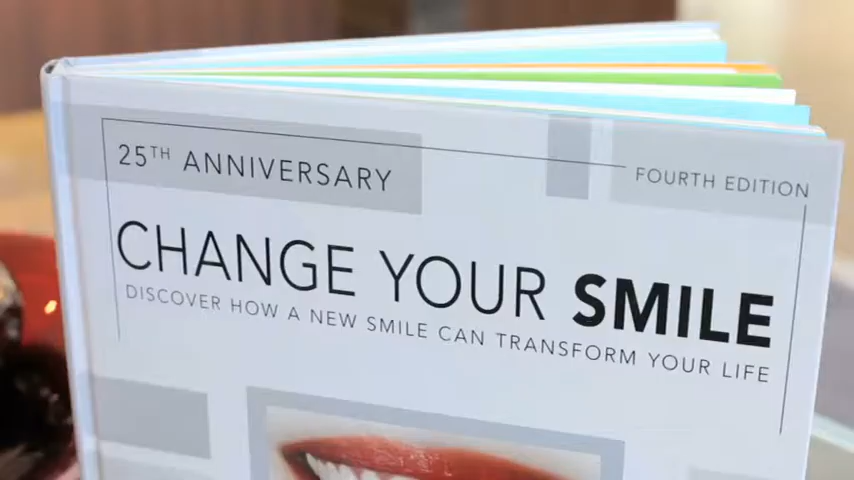 25TH ANNIVERSARY
FOURTH EDITION
CHANGE YOUR SMILE
DISCOVER HOW A NEW SMILE CAN TRANSFORM YOUR LIFE